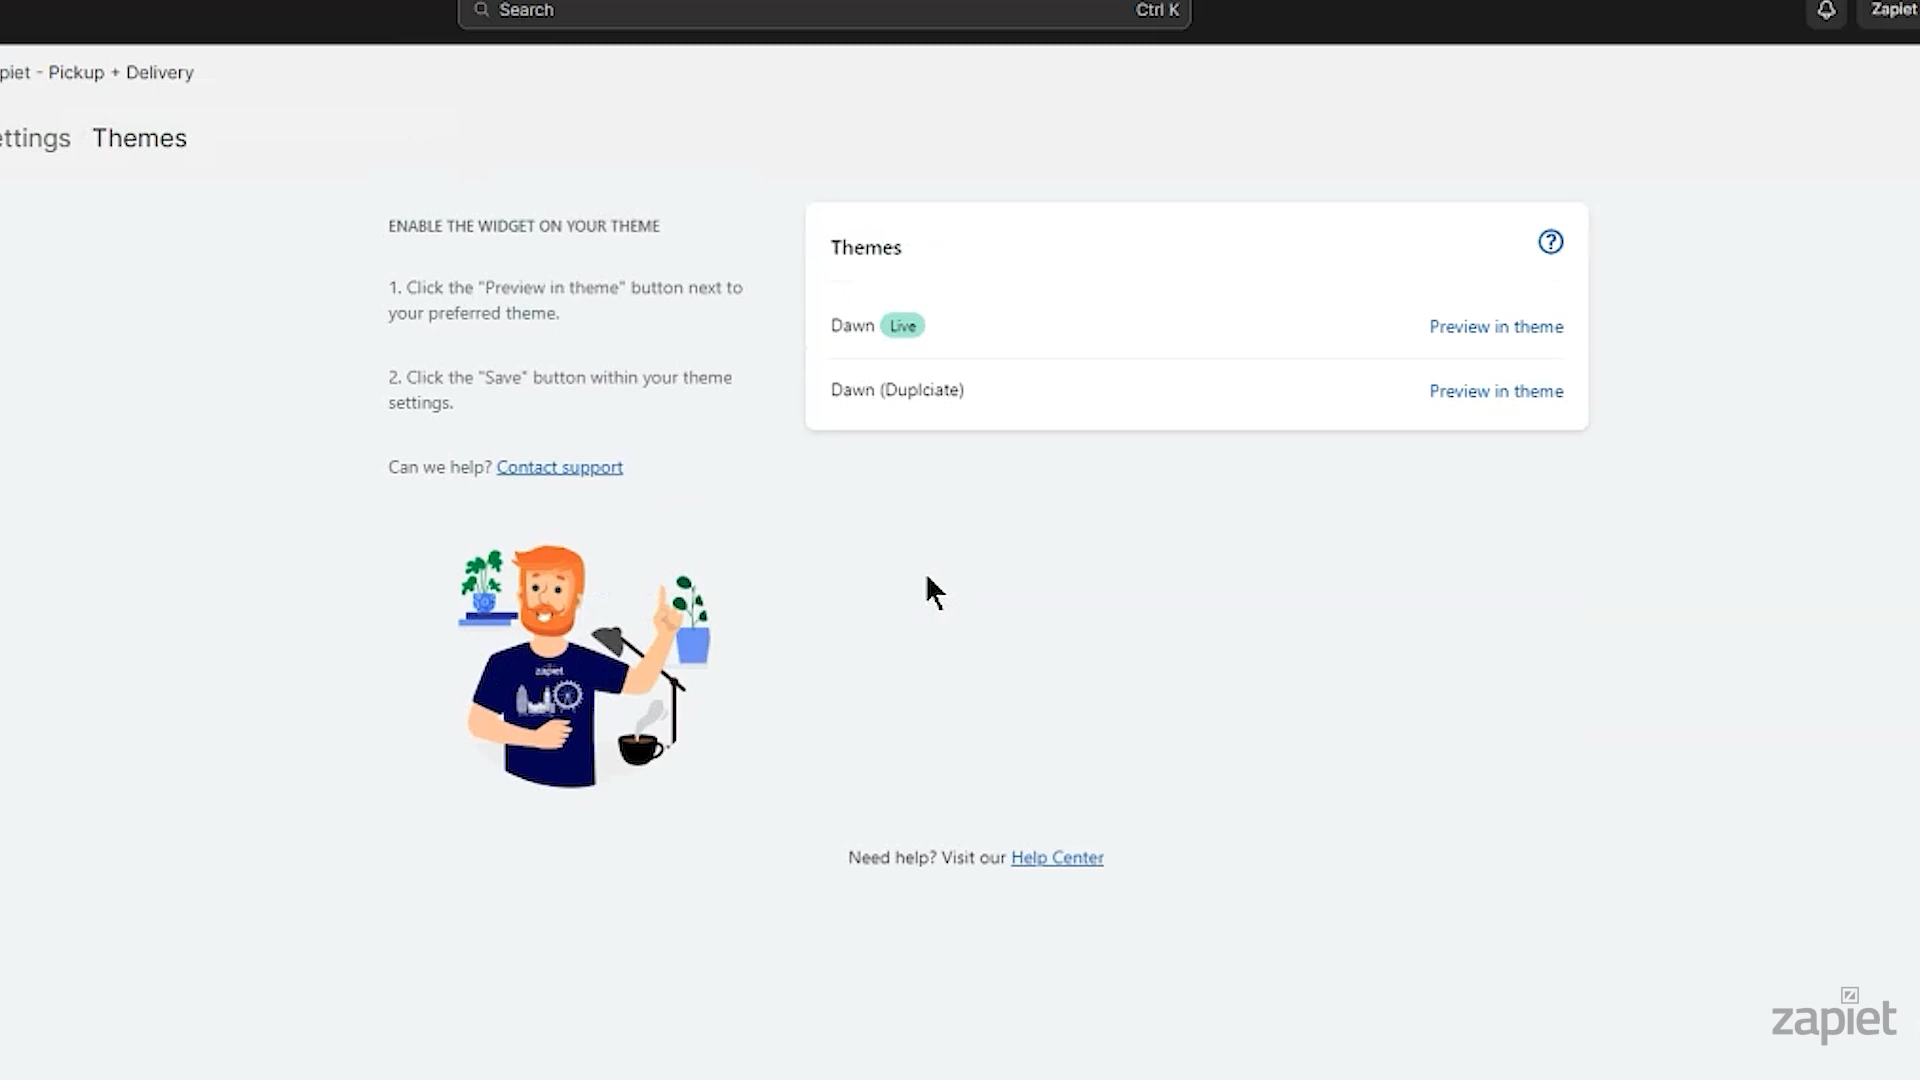 Search Ctrl K Zapiet
piet - Pickup + Delivery
ettings Themes
ENABLE THE WIDGET ON YOUR THEME
1. Click the "Preview in theme" button next to
your preferred theme.
2. Click the "Save" button within your theme
settings.
Can we help? Contact support
Themes
Dawn Live Preview in theme
Dawn (Duplciate) Preview in theme
zapiet
Need help? Visit our Help Center
zapiet